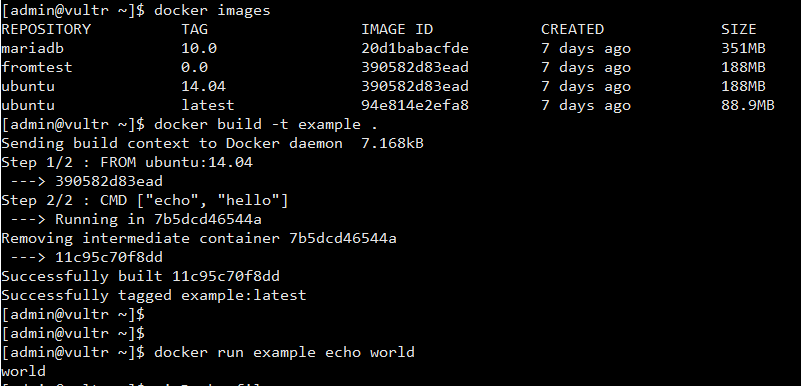 [admin@vultr ~]$ docker images
REPOSITORY TAG IMAGE ID CREATED SIZE
mariadb 10.0 20d1babacfde 7 days ago 351MB
fromtest 0.0 390582d83ead 7 days ago 188MB
ubuntu 14.04 390582d83ead 7 days ago 188MB
ubuntu latest 94e814e2efa8 7 days ago 88.9MB
[admin@vultr ~]$ docker build -t example .
Sending build context to Docker daemon 7.168kB
Step 1/2 : FROM ubuntu:14.04
---> 390582d83ead
Step 2/2 : CMD ["echo", "hello"]
---> Running in 7b5dcd46544a
Removing intermediate container 7b5dcd46544a
---> 11c95c70f8dd
Successfully built 11c95c70f8dd
Successfully tagged example:latest
[admin@vultr ~]$
[admin@vultr ~]$
[admin@vultr ~]$ docker run example echo world
world